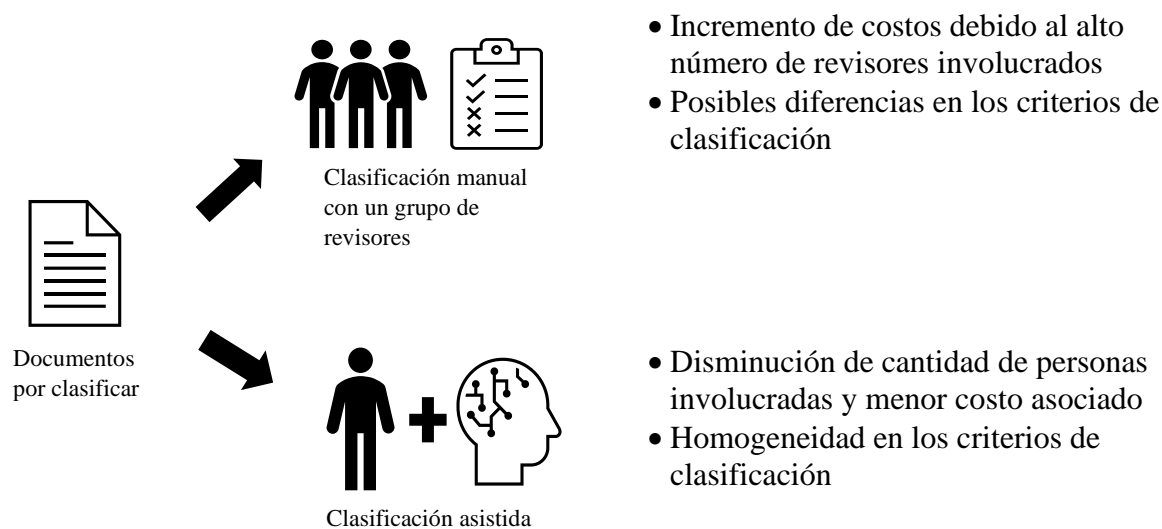 • Incremento de costos debido al alto
número de revisores involucrados
• Posibles diferencias en los criterios de
clasificación
Clasificación manual
con un grupo de
revisores
Documentos
por clasificar
• Disminución de cantidad de personas
involucradas y menor costo asociado
• Homogeneidad en los criterios de
clasificación
Clasificación asistida